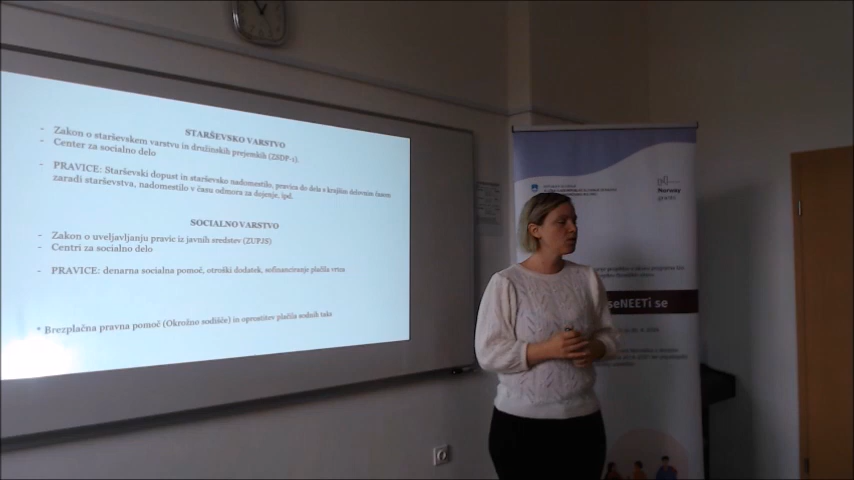 STARŠEVSKO VARSTVO
- Zakon o starševskem varstvu in družinskih prejemkih (ZSDP-1).
- Center za socialno delo
- PRAVICE: Starševski dopust in starševsko nadomestilo, pravica do dela s krajšim delovnim časom
zaradi starševstva, nadomestilo v času odmora za dojenje, ipd.
SOCIALNO VARSTVO
- Zakon o uveljavljanju pravic iz javnih sredstev (ZUPJS)
- Centri za socialno delo
- PRAVICE: denarna socialna pomoč, otroški dodatek, sofinanciranje plačila vrtca
* Brezplačna pravna pomoč (Okrožno sodišče) in oprostitev plačila sodnih taks
Norway
grants
seNEETi se